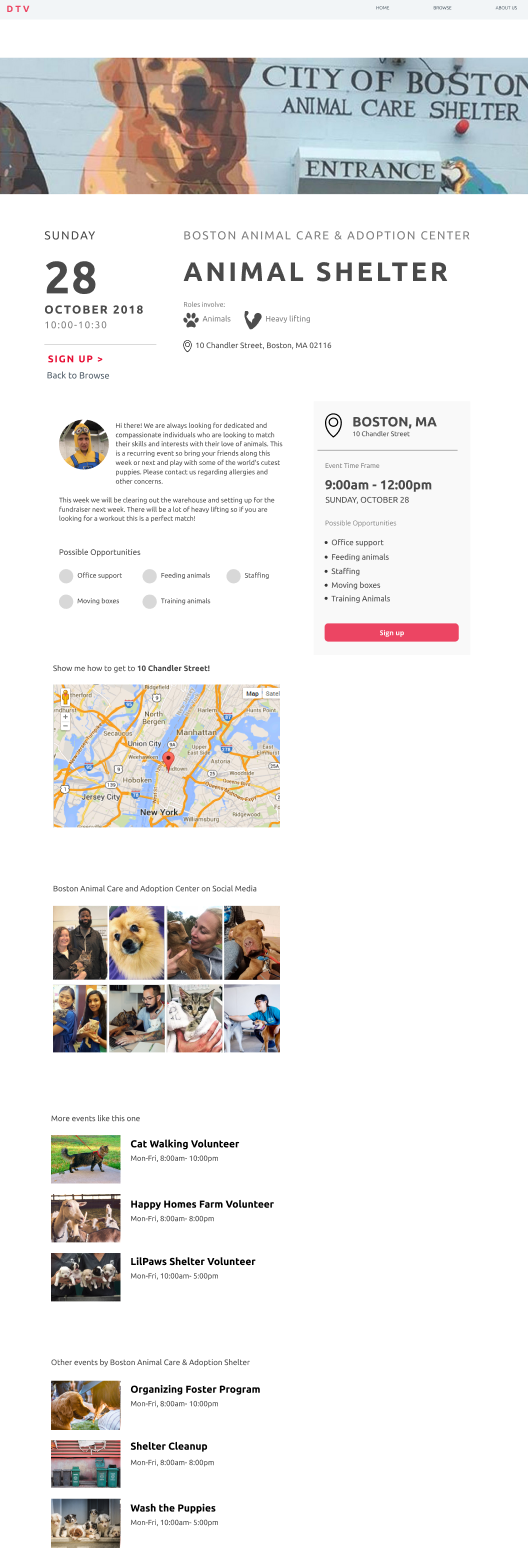 DTV
HOME
BROWSE
ABOUT US
CITY OF BOSTON
ANIMAL CARE SHELTER
ENTRANCE
SUNDAY
28
OCTOBER 2018
10:00-10:30
SIGN UP >
Back to Browse
BOSTON ANIMAL CARE & ADOPTION CENTER
ANIMAL SHELTER
Roles involve:
Animals
Heavy lifting
10 Chandler Street, Boston, MA 02116
Hi there! We are always looking for dedicated and
compassionate individuals who are looking to match
their skills and interests with their love of animals. This
is a recurring event so bring your friends along this
week or next and play with some of the world's cutest
puppies. Please contact us regarding allergies and
other concerns.
This week we will be clearing out the warehouse and setting up for the
fundraiser next week. There will be a lot of heavy lifting so if you are
looking for a workout this is a perfect match!
Possible Opportunities
Office support
Feeding animals
Staffing
Moving boxes
Training animals
BOSTON, MA
10 Chandler Street
Event Time Frame
9:00am - 12:00pm
SUNDAY, OCTOBER 28
Possible Opportunities
• Office support
• Feeding animals
• Staffing
• Moving boxes
• Training Animals
Sign up
Show me how to get to 10 Chandler Street!
Map
Ridgefield
North
Bergen
Harlem
Hunts Point
Secaucus
Manhattan
Union City
9A
Weehawken
Upper
East Side
Astoria
Woodside
Hoboken
Jersey City
New York
Ridgewood
Williamsburg
Boston Animal Care and Adoption Center on Social Media
More events like this one
Cat Walking Volunteer
Mon-Fri, 8:00am- 10:00pm
Happy Homes Farm Volunteer
Mon-Fri, 8:00am- 8:00pm
LilPaws Shelter Volunteer
Mon-Fri, 10:00am- 5:00pm
Other events by Boston Animal Care & Adoption Shelter
Organizing Foster Program
Mon-Fri, 8:00am- 10:00pm
Shelter Cleanup
Mon-Fri, 8:00am- 8:00pm
Wash the Puppies
Mon-Fri, 10:00am- 5:00pm